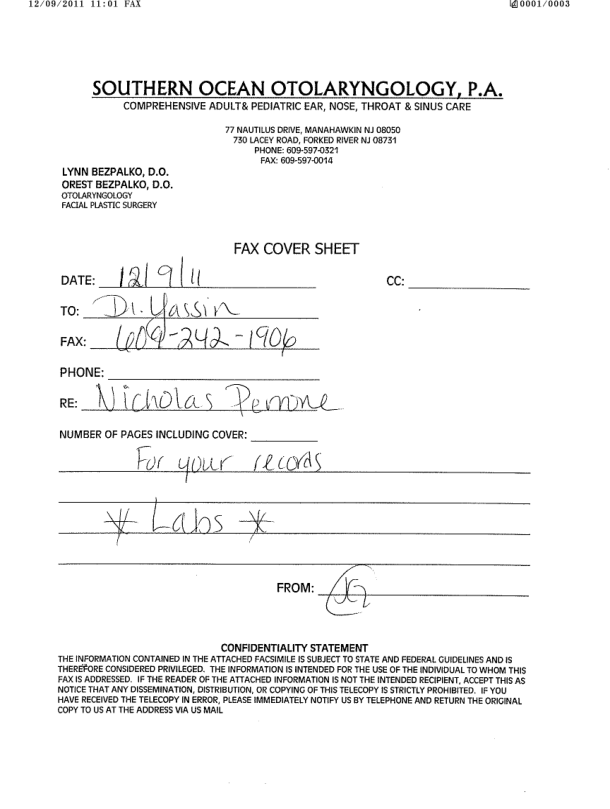 12/09/2011 11:01 FAX 0001/0003
SOUTHERN OCEAN OTOLARYNGOLOGY, P.A.
COMPREHENSIVE ADULT& PEDIATRIC EAR, NOSE, THROAT & SINUS CARE
77 NAUTILUS DRIVE, MANAHAWKIN NJ 08050
730 LACEY ROAD, FORKED RIVER NJ 08731
PHONE: 609-597-0321
FAX: 609-597-0014
LYNN BEZPALKO, D.O.
OREST BEZPALKO, D.O.
OTOLARYNGOLOGY
FACIAL PLASTIC SURGERY
FAX COVER SHEET
DATE: 12/9/11 CC:
TO: Dr. Yassin
FAX: 609-242-1906
PHONE:
RE: Nicholas Perrone
NUMBER OF PAGES INCLUDING COVER:
For your records
* Labs *
FROM:
CONFIDENTIALITY STATEMENT
THE INFORMATION CONTAINED IN THE ATTACHED FACSIMILE IS SUBJECT TO STATE AND FEDERAL GUIDELINES AND IS
THEREFORE CONSIDERED PRIVILEGED. THE INFORMATION IS INTENDED FOR THE USE OF THE INDIVIDUAL TO WHOM THIS
FAX IS ADDRESSED. IF THE READER OF THE ATTACHED INFORMATION IS NOT THE INTENDED RECIPIENT, ACCEPT THIS AS
NOTICE THAT ANY DISSEMINATION, DISTRIBUTION, OR COPYING OF THIS TELECOPY IS STRICTLY PROHIBITED. IF YOU
HAVE RECEIVED THE TELECOPY IN ERROR, PLEASE IMMEDIATELY NOTIFY US BY TELEPHONE AND RETURN THE ORIGINAL
COPY TO US AT THE ADDRESS VIA US MAIL